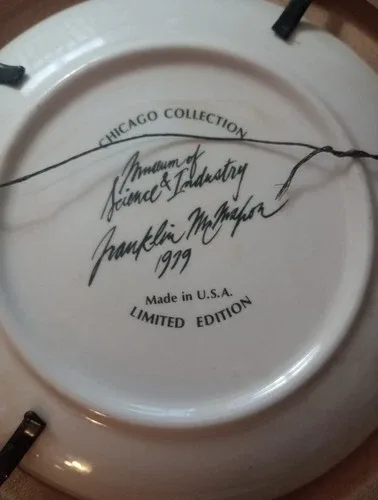 CHICAGO COLLECTION
Museum of
Science & Industry
Franklin McMahon
1979
Made in U.S.A.
LIMITED EDITION